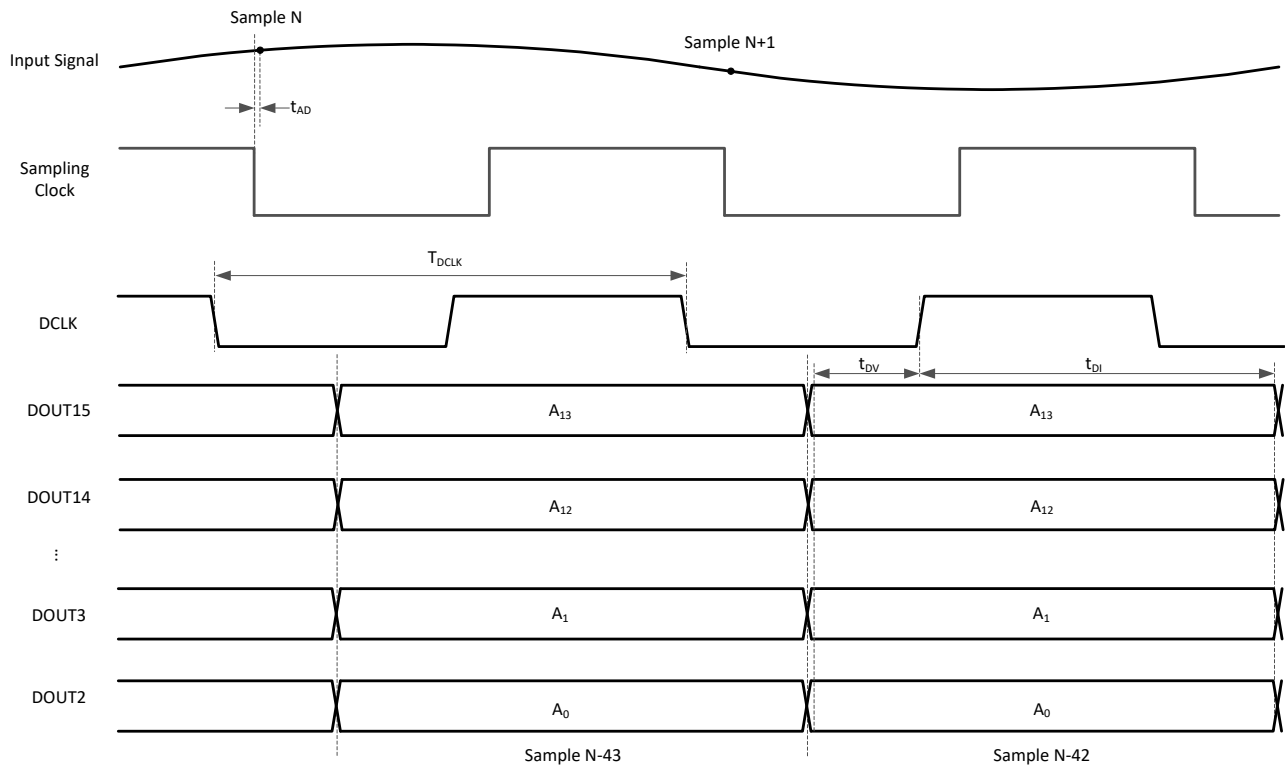 Sample N
Sample N+1
Input Signal
tAD
Sampling
Clock
TDCLK
DCLK
tDV
tDI
DOUT15
A13
A13
DOUT14
A12
A12
...
DOUT3
A1
A1
DOUT2
A0
A0
Sample N-43
Sample N-42